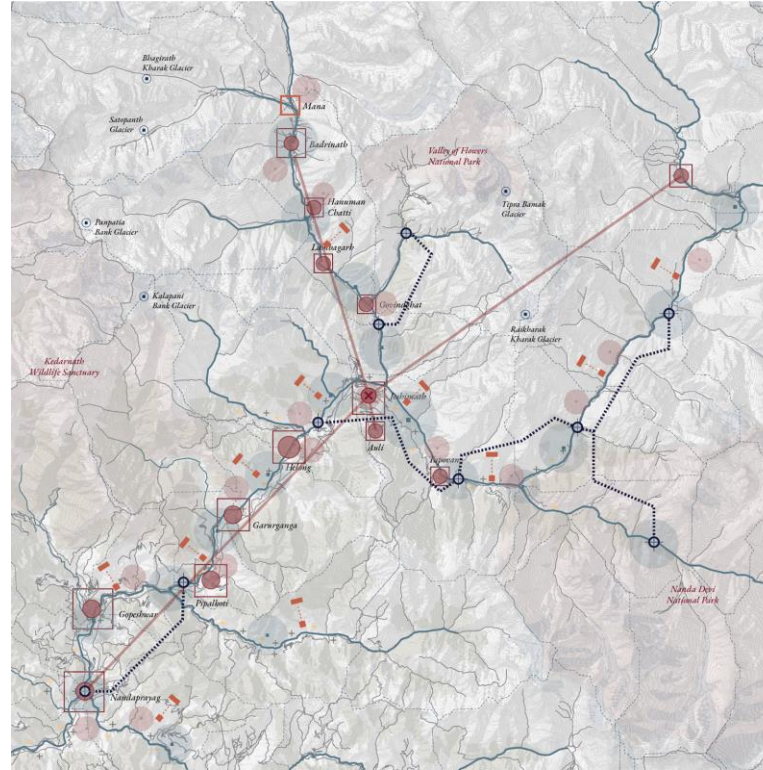 Bhagirath
Kharak Glacier
Mana
Satopanth
Glacier
Badrinath
Valley of Flowers
National Park
Hanuman
Chatti
Tipra Bamak
Glacier
Panpatia
Bank Glacier
Lambagarh
Kalapani
Bank Glacier
Govindghat
Raikharak
Kharak Glacier
Kedarnath
Wildlife Sanctuary
Joshimath
Auli
Helang
Tapovan
Garurganga
Pipalkoti
Nanda Devi
National Park
Gopeshwar
Nandaprayag